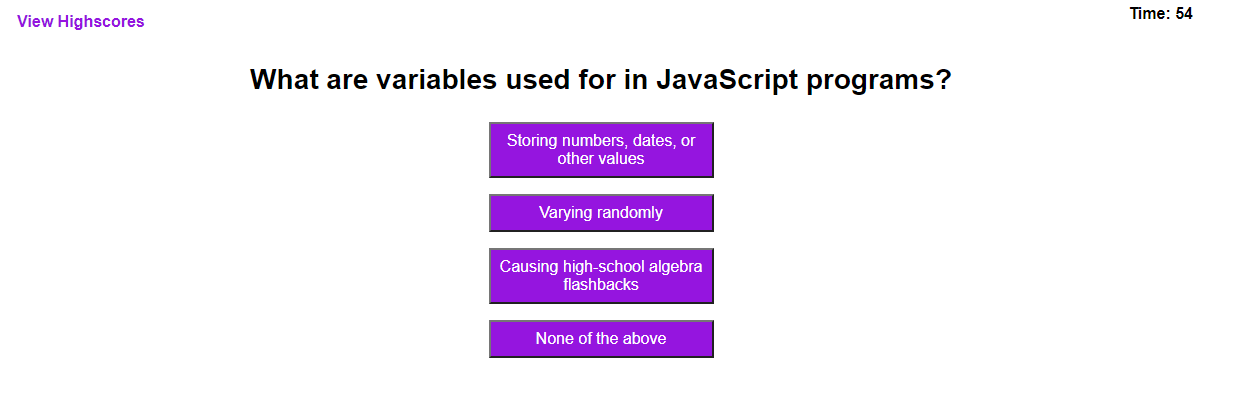 View Highscores
Time: 54
What are variables used for in JavaScript programs?
Storing numbers, dates, or
other values
Varying randomly
Causing high-school algebra
flashbacks
None of the above